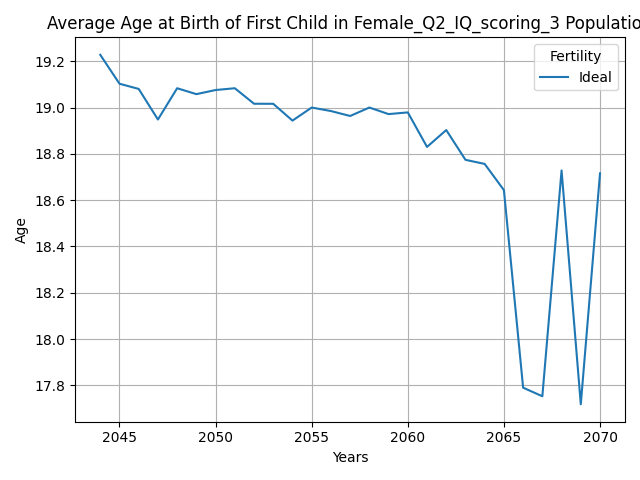 Average Age at Birth of First Child in Female_Q2_IQ_scoring_3 Populatio
Fertility
Ideal
19.2
19.0
18.8
18.6
18.4
18.2
18.0
17.8
Age
2045 2050 2055 2060 2065 2070
Years